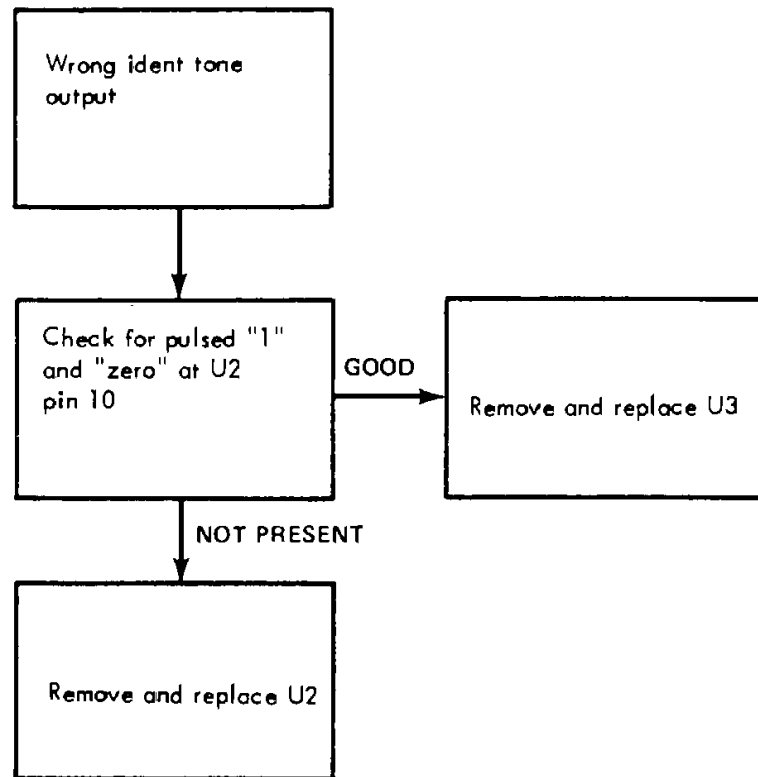 Wrong ident tone
output
Check for pulsed "1"
and "zero" at U2
pin 10
GOOD
Remove and replace U3
NOT PRESENT
Remove and replace U2